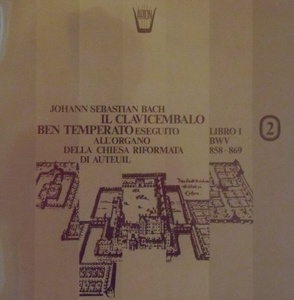 ARION
JOHANN SEBASTIAN BACH
IL CLAVICEMBALO
BEN TEMPERATO ESEGUITO
ALL'ORGANO
DELLA CHIESA RIFORMATA
DI AUTEUIL
LIBRO I
BWV
858-869
2